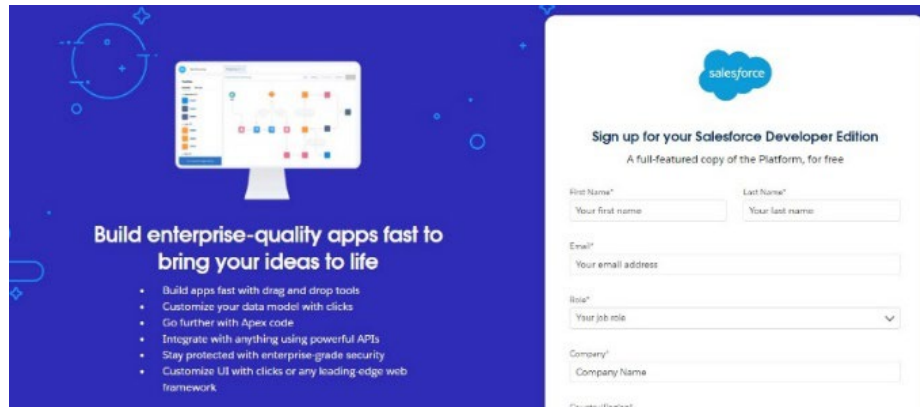 Build enterprise-quality apps fast to
bring your ideas to life
Build apps fast with drag and drop tools
Customize your data model with clicks
Go further with Apex code
Integrate with anything using powerful APIs
Stay protected with enterprise-grade security
Customize UI with clicks or any leading-edge web
framework
salesforce
Sign up for your Salesforce Developer Edition
A full-featured copy of the Platform, for free
First Name* Last Name*
Your first name Your last name
Email*
Your email address
Role*
Your job role
Company*
Company Name